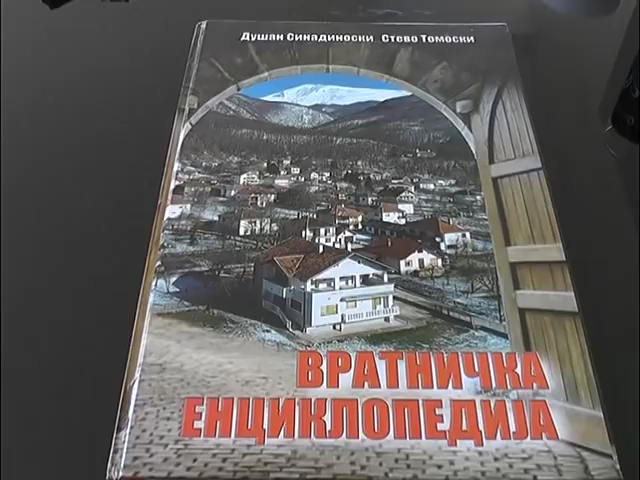 Душан Синадиноски Стево Томоски
ВРАТНИЧКА
ЕНЦИКЛОПЕДИЈА